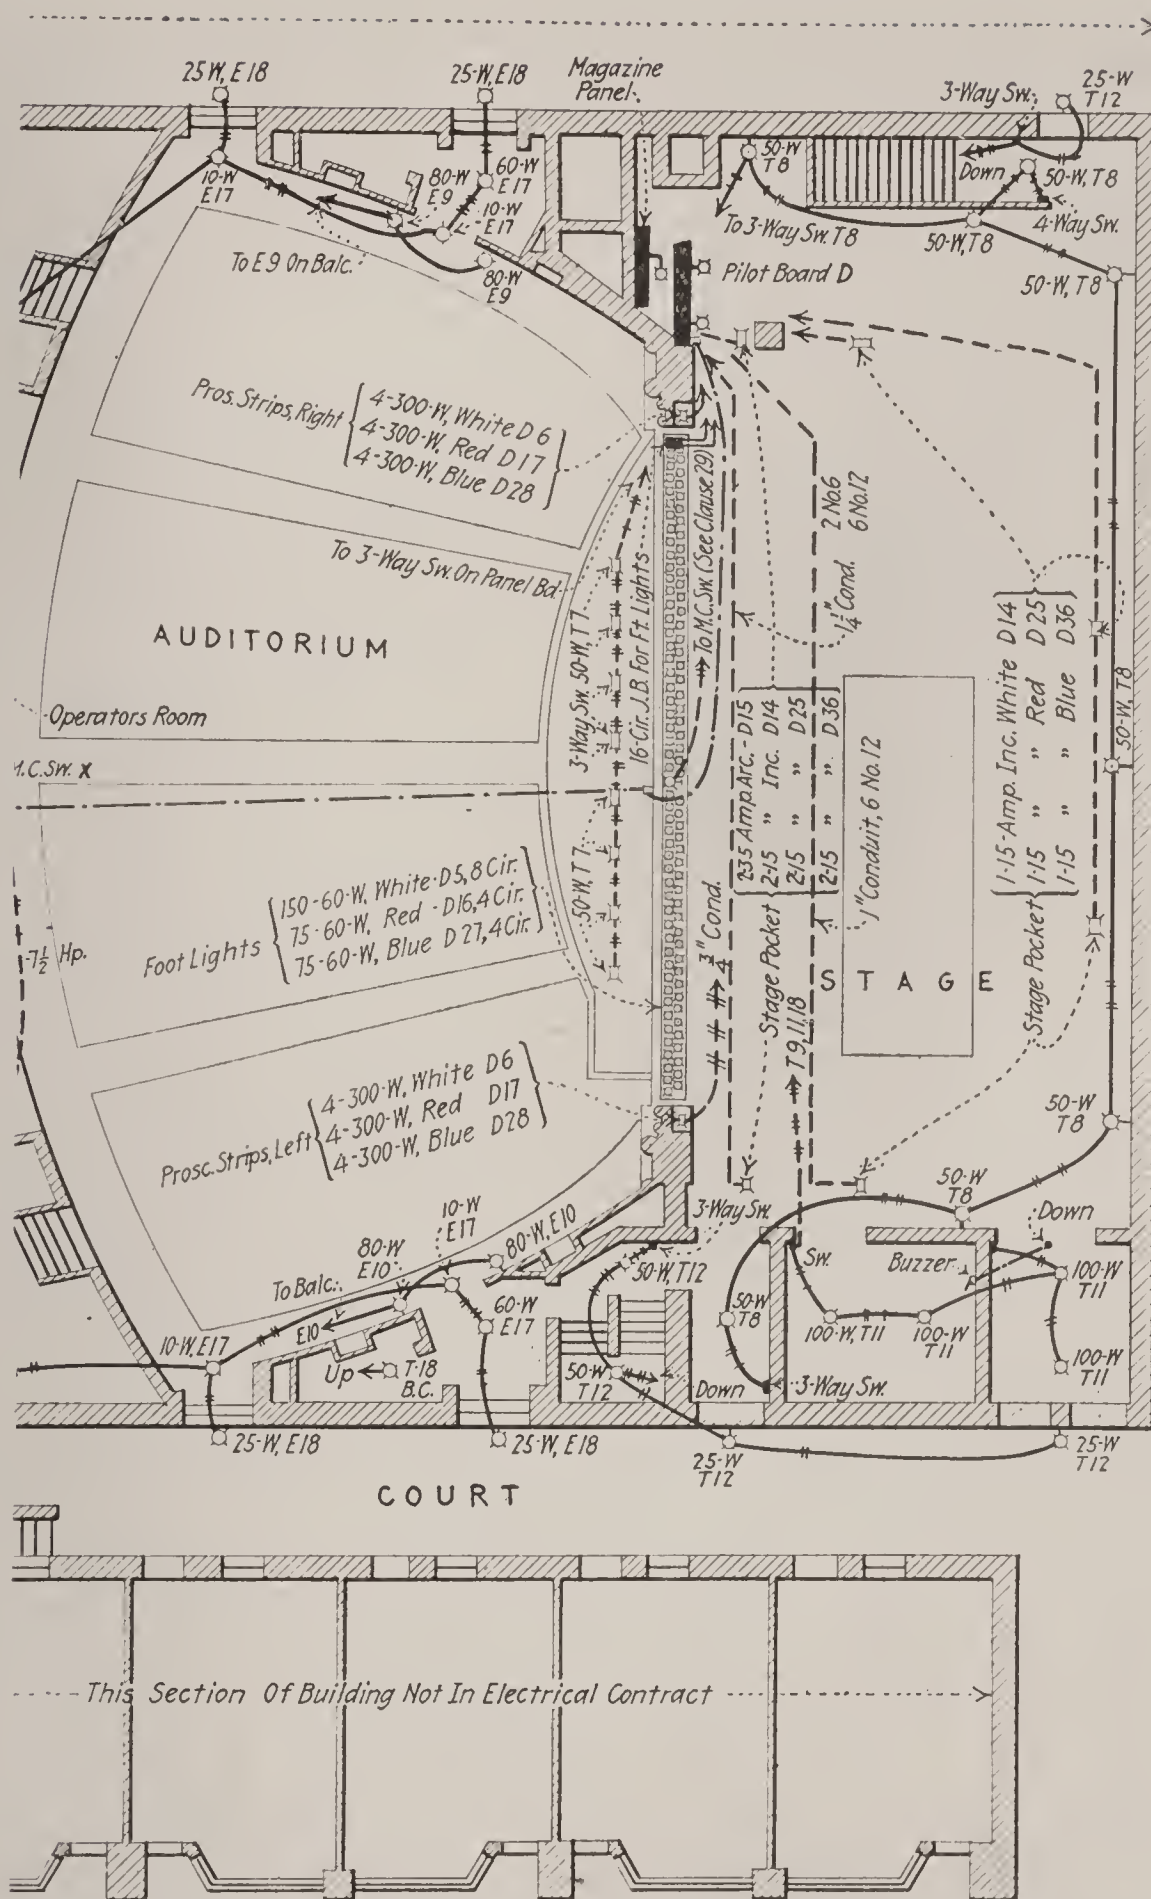 25 W, E18
25-W, E18
Magazine
Panel
3-Way Sw.
25-W
T12
10-W
E17
80-W
E9
60-W
E17
10-W
E17
50-W
T8
Down
50-W, T8
4-Way Sw.
To 3-Way Sw. T8
50-W, T8
To E9 On Balc.
80-W
E9
Pilot Board D
50-W, T8
Pros. Strips, Right
4-300-W, White D6
4-300-W, Red D17
4-300-W, Blue D28
To 3-Way Sw. On Panel Bd.
3-Way Sw. 50-W, T7
16-Cir. J.B. For Ft. Lights
To M.C. Sw. (See Clause 29)
2 No.6
6 No.12
1¼" Cond.
AUDITORIUM
Operators Room
M.C. Sw. X
50-W, T8
1-15-Amp. Inc. White D14
1-15 „ „ Red D25
1-15 „ „ Blue D36
Stage Pocket
2-35 Amp. Arc.-D15
2-15 „ Inc. D14
2-15 „ „ D25
2-15 „ „ D36
Stage Pocket
1" Conduit, 6 No.12
50-W, T7
Foot Lights
150-60-W, White-D5, 8 Cir.
75-60-W, Red -D16, 4 Cir.
75-60-W, Blue D27, 4 Cir.
-7½ Hp.
¾" Cond.
STAGE
T9, 11, 18
Prosc. Strips, Left
4-300-W, White D6
4-300-W, Red D17
4-300-W, Blue D28
50-W
T8
50-W
T8
10-W
E17
80-W, E10
3-Way Sw.
Down
80-W
E10
50-W, T12
Sw.
Buzzer
100-W
T11
To Balc.
E10
60-W
E17
50-W
T8
100-W, T11
100-W
T11
10-W, E17
Up
T-18
B.C.
50-W
T12
Down
3-Way Sw.
100-W
T11
25-W, E18
25-W, E18
25-W
T12
25-W
T12
COURT
This Section Of Building Not In Electrical Contract